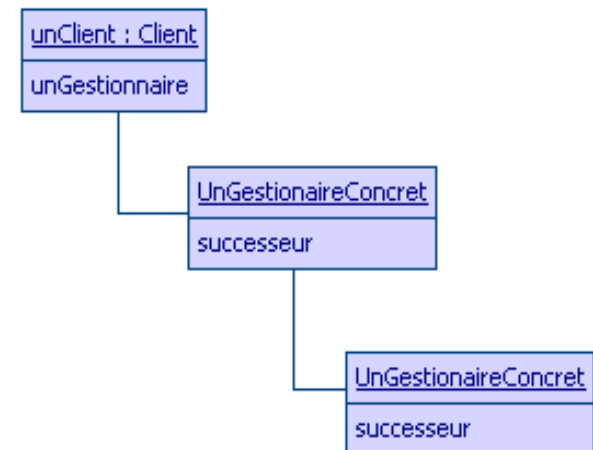 unClient : Client
unGestionnaire
UnGestionaireConcret
successeur
UnGestionaireConcret
successeur